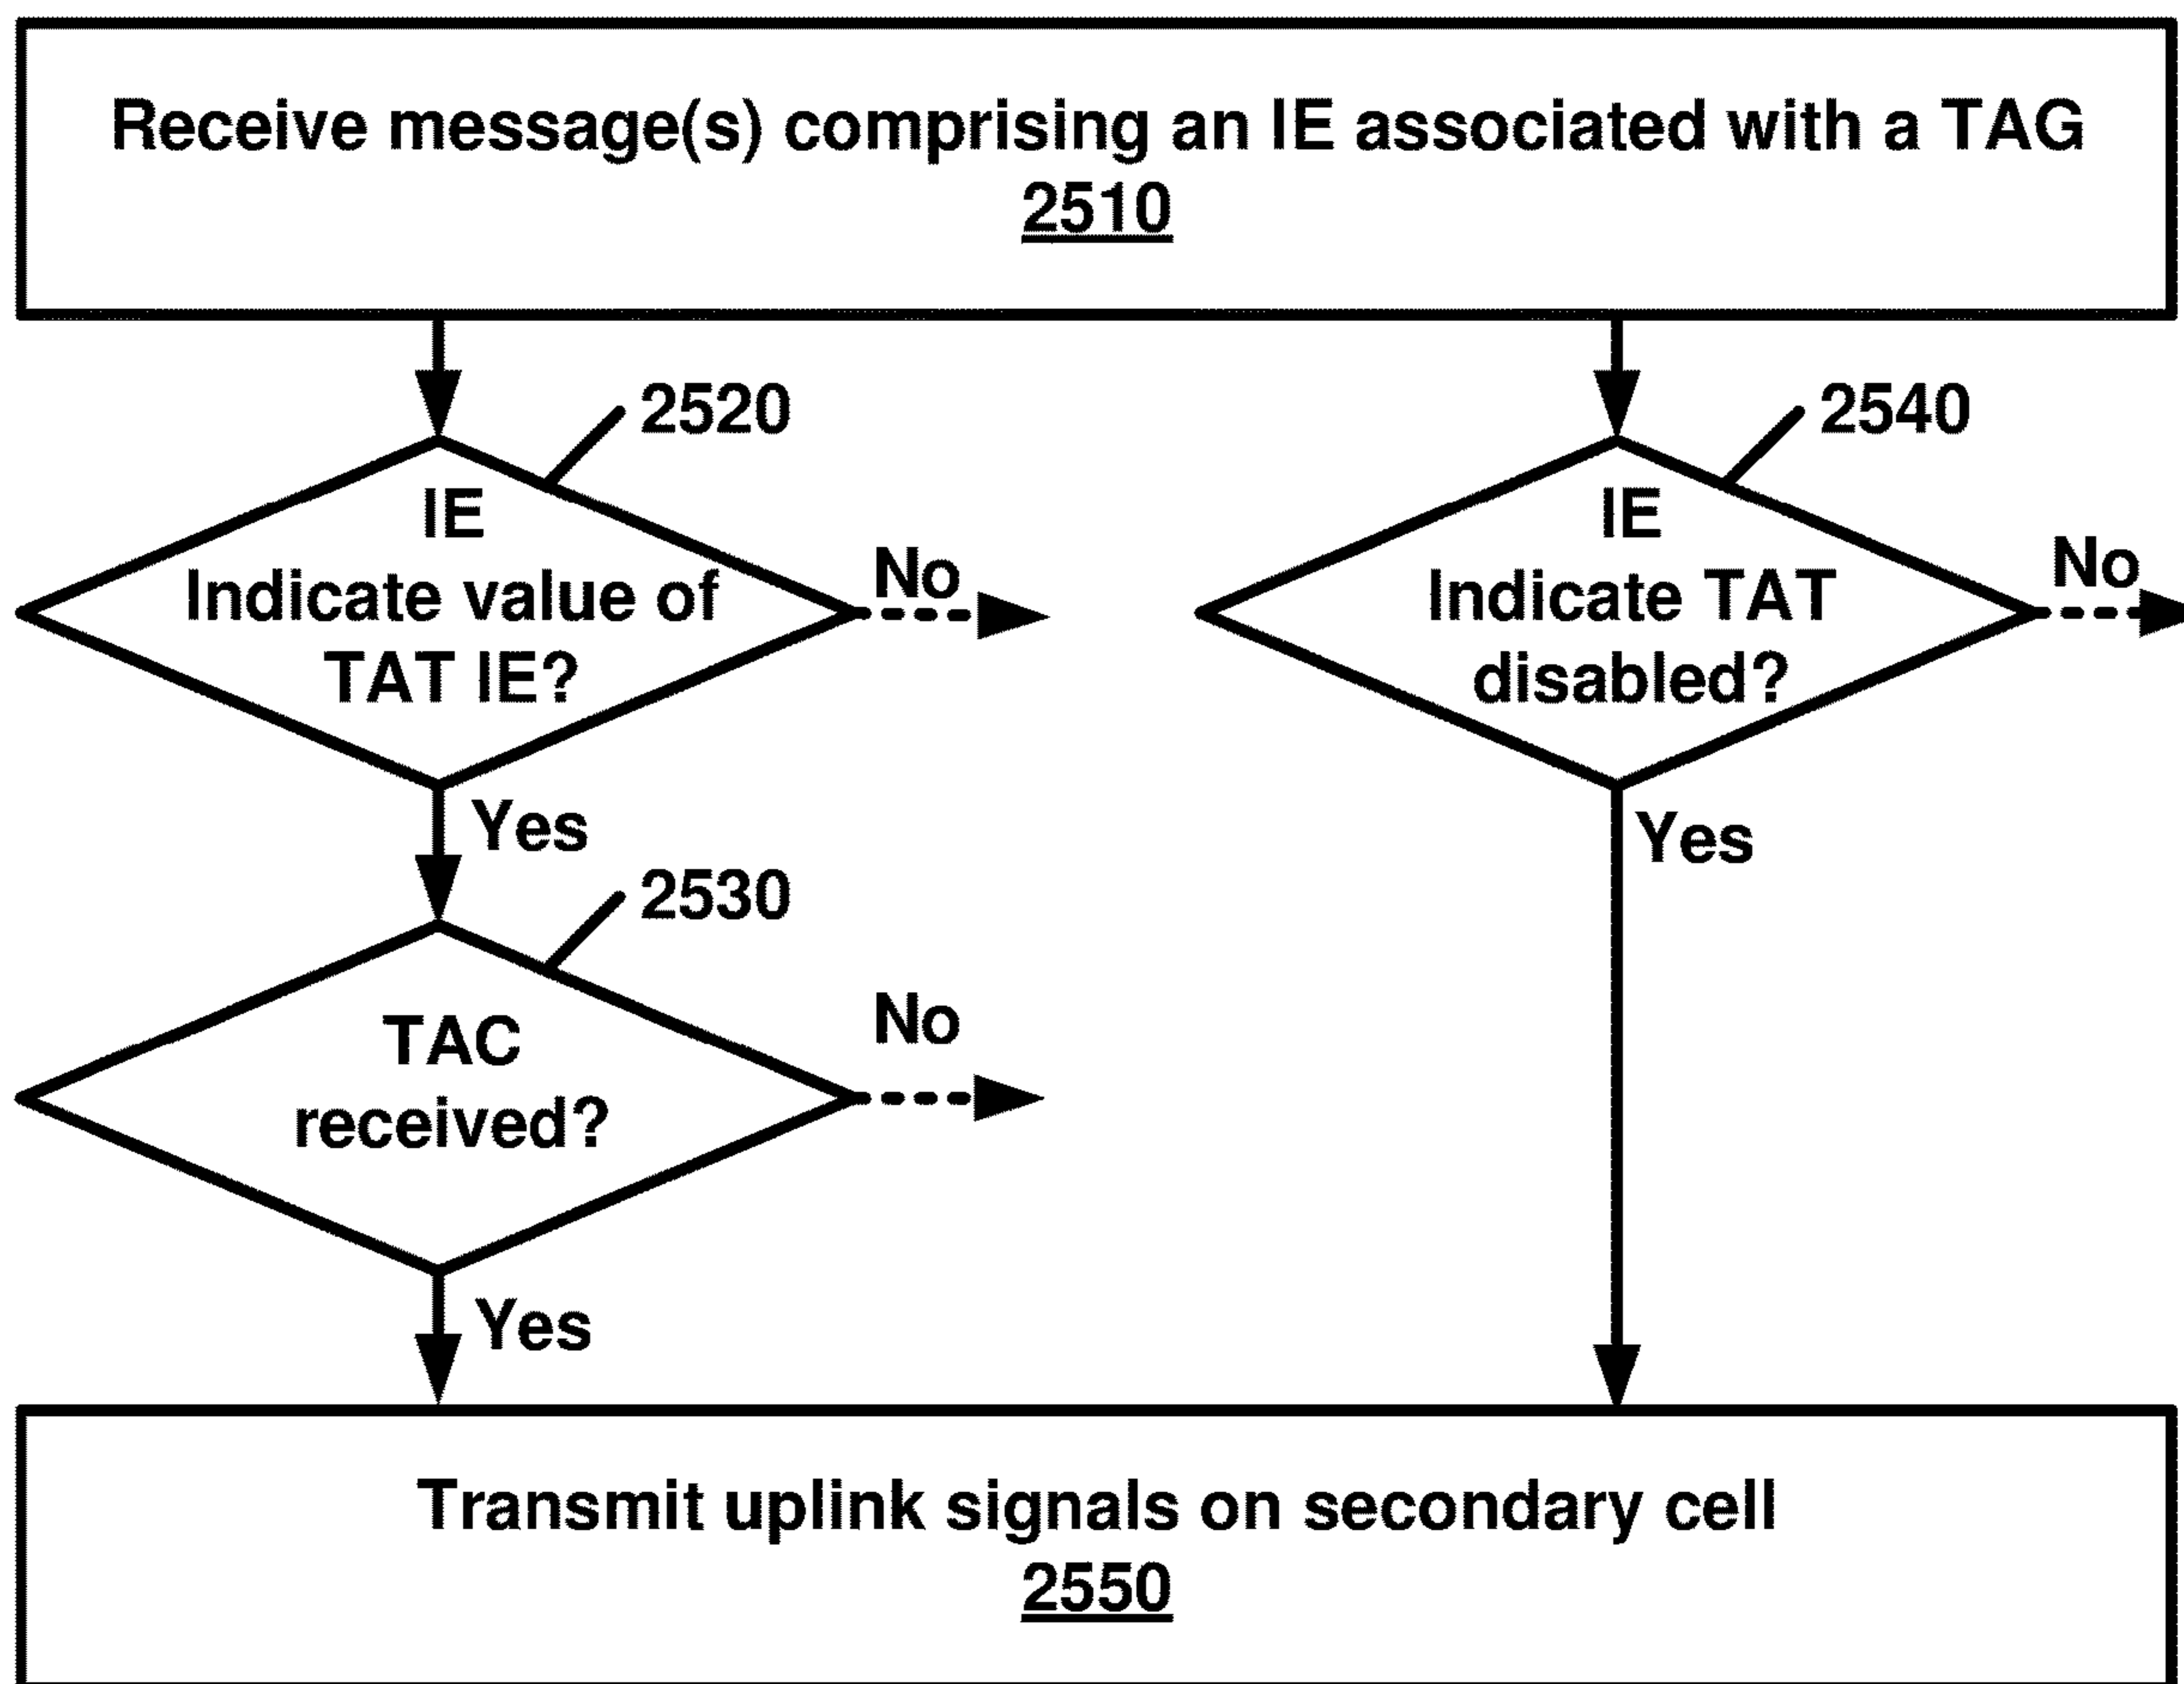 Receive message(s) comprising an IE associated with a TAG
2510
2520
IE
Indicate value of
TAT IE?
No
Yes
2540
IE
Indicate TAT
disabled?
No
Yes
2530
TAC
received?
No
Yes
Transmit uplink signals on secondary cell
2550